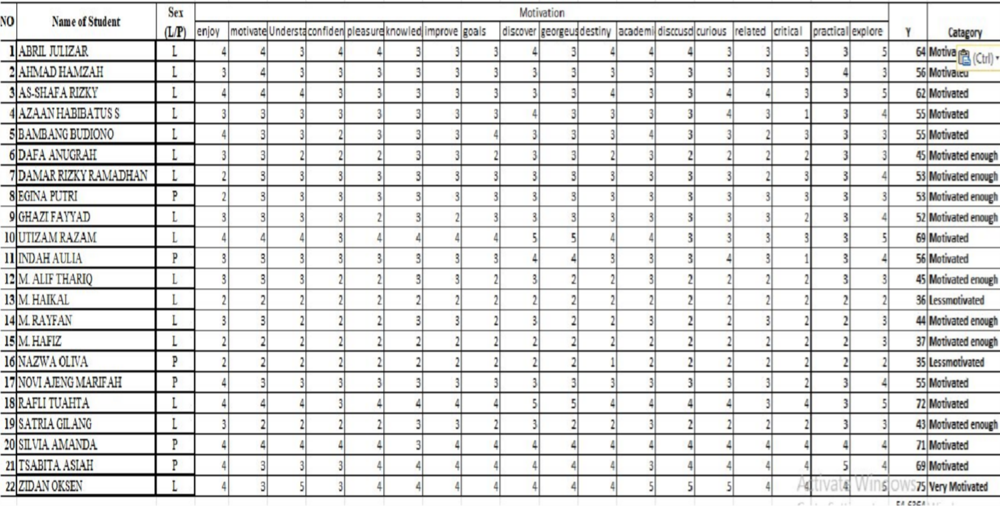 Motivation
NO Name of Student Sex (L/P) enjoy motivate Understa confiden pleasure knowled improve goals discover georgeus destiny academi disccusd curious related critical practical explore Y Catagory
1 ABRIL JULIZAR L 4 4 3 4 4 3 3 3 4 3 4 4 4 3 3 3 3 5 64 Motiva (Ctrl)
2 AHMAD HAMZAH L 3 4 3 3 3 3 3 3 3 3 3 3 3 3 3 3 4 3 56 Motivated
3 AS-SHAFA RIZKY L 4 4 4 3 3 3 3 3 3 3 4 3 3 4 4 3 3 5 62 Motivated
4 AZAAN HABIBATUS S L 3 3 3 3 3 3 3 3 4 3 3 3 3 4 3 1 3 4 55 Motivated
5 BAMBANG BUDIONO L 4 3 3 2 3 3 3 4 3 3 3 4 3 3 2 3 3 3 55 Motivated
6 DAFA ANUGRAH L 3 3 2 2 2 3 3 2 3 3 2 3 2 2 2 2 3 3 45 Motivated enough
7 DAMAR RIZKY RAMADHAN L 2 3 3 3 3 3 3 3 3 3 3 3 3 3 2 3 3 4 53 Motivated enough
8 EGINA PUTRI P 2 3 3 3 3 3 3 3 3 3 3 3 3 3 3 3 3 3 53 Motivated enough
9 GHAZI FAYYAD L 3 3 3 3 2 3 2 3 3 3 3 3 3 3 3 2 3 4 52 Motivated enough
10 UTIZAM RAZAM L 4 4 4 3 4 4 4 4 5 5 4 4 3 3 3 3 3 5 69 Motivated
11 INDAH AULIA P 3 3 3 3 3 3 3 3 4 4 3 3 3 4 3 1 3 4 56 Motivated
12 M. ALIF THARIQ L 3 3 3 2 2 3 3 2 3 2 2 3 2 2 2 2 3 3 45 Motivated enough
13 M. HAIKAL L 2 2 2 2 2 2 2 2 2 2 2 2 2 2 2 2 2 2 36 Lessmotivated
14 M. RAYFAN L 3 3 2 2 2 3 3 2 3 2 2 3 2 2 3 2 2 3 44 Motivated enough
15 M. HAFIZ L 2 2 2 2 2 2 2 2 2 2 2 2 2 2 2 2 2 3 37 Motivated enough
16 NAZWA OLIVA P 2 2 2 2 2 2 2 2 2 2 1 2 2 2 2 2 2 2 35 Lessmotivated
17 NOVI AJENG MARIFAH P 4 3 3 3 3 3 3 3 3 3 3 3 3 3 3 2 3 4 55 Motivated
18 RAFLI TUAHTA L 4 4 4 3 4 4 4 4 5 5 4 4 4 4 3 4 3 5 72 Motivated
19 SATRIA GILANG L 3 2 2 2 2 3 3 2 3 2 2 3 2 2 2 2 3 3 43 Motivated enough
20 SILVIA AMANDA P 4 4 4 4 4 3 4 4 4 4 4 4 4 4 4 4 4 4 71 Motivated
21 TSABITA ASIAH P 4 3 3 3 4 4 4 4 4 4 4 3 4 4 4 4 5 4 69 Motivated
22 ZIDAN OKSEN L 4 3 5 3 4 4 4 4 4 4 4 5 5 5 4 4 4 5 75 Very Motivated
Activate Windows